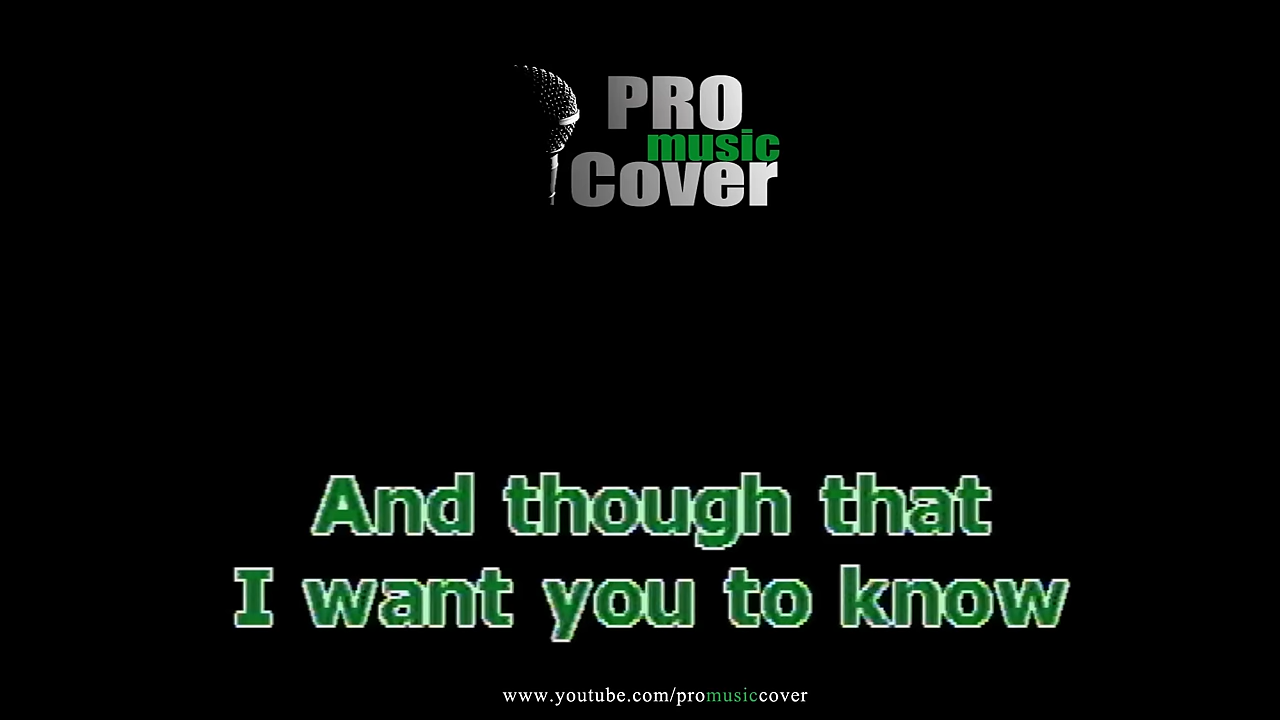 PRO
music
Cover
And though that
I want you to know
www.youtube.com/promusiccover